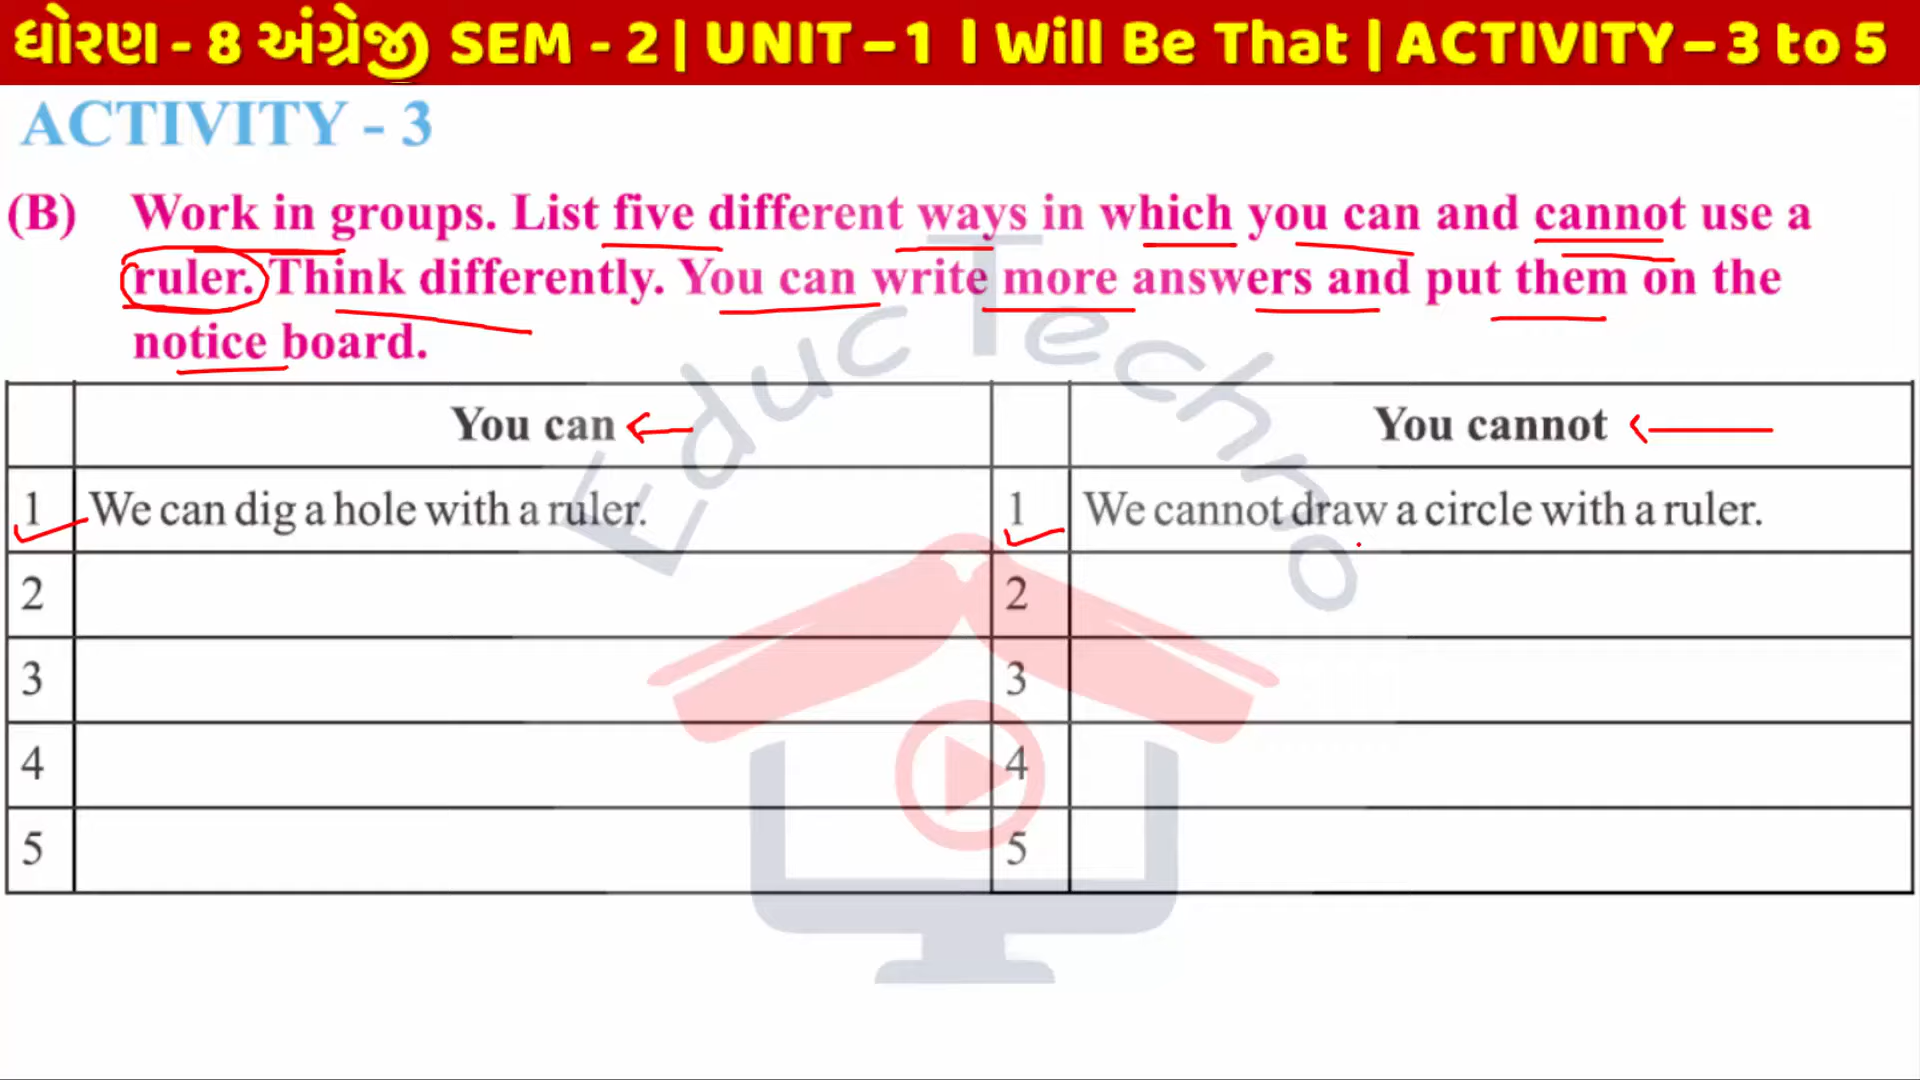 ધોરણ - 8 અંગ્રેજી SEM - 2 | UNIT – 1 I Will Be That | ACTIVITY – 3 to 5
ACTIVITY - 3
(B) Work in groups. List five different ways in which you can and cannot use a
ruler. Think differently. You can write more answers and put them on the
notice board.
You can You cannot
1 We can dig a hole with a ruler. 1 We cannot draw a circle with a ruler.
2 2
3 3
4 4
5 5
EducTechno